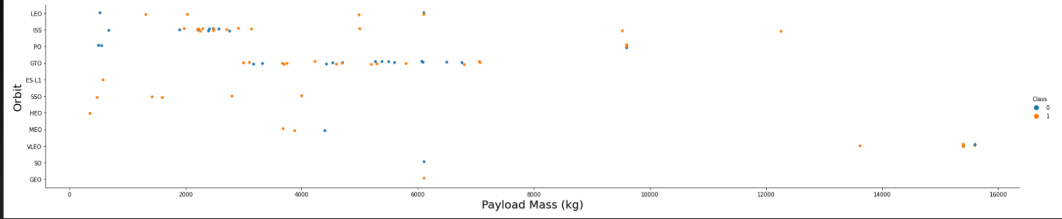 LEO
ISS
PO
GTO
ES-L1
SSO
HEO
MEO
VLEO
SO
GEO
Orbit
0 2000 4000 6000 8000 10000 12000 14000 16000
Payload Mass (kg)
Class
0
1